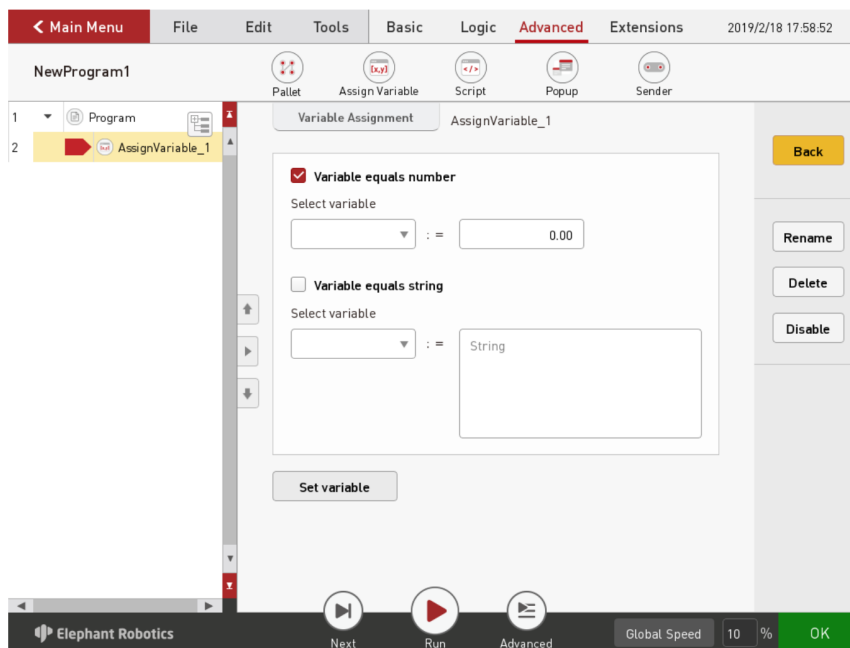 Main Menu File Edit Tools Basic Logic Advanced Extensions 2019/2/18 17:58:52
NewProgram1
[x,y] </>
Pallet Assign Variable Script Popup Sender
1 Program
2 AssignVariable_1
Variable Assignment AssignVariable_1
Back
Variable equals number
Select variable
:= 0.00
Rename
Variable equals string
Delete
Select variable
Disable
:= String
Set variable
Elephant Robotics
Next Run Advanced
Global Speed 10 % OK